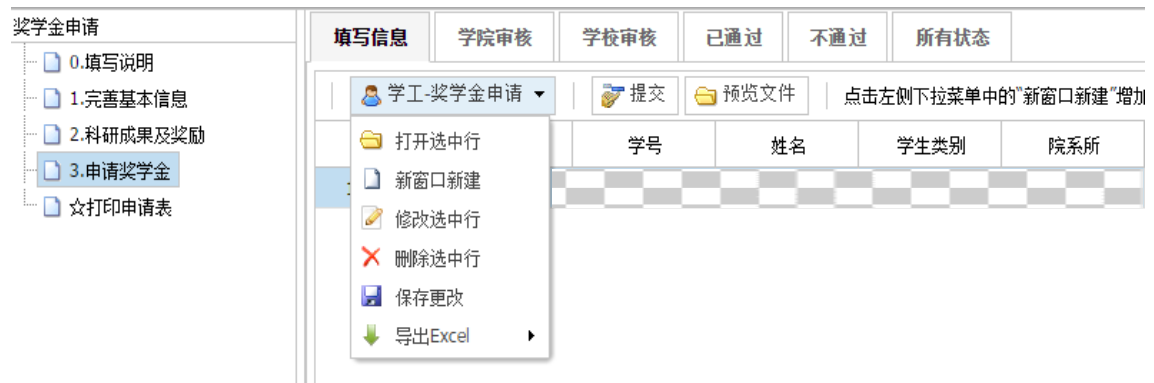 奖学金申请
0.填写说明
1.完善基本信息
2.科研成果及奖励
3.申请奖学金
☆打印申请表
填写信息 学院审核 学校审核 已通过 不通过 所有状态
学工-奖学金申请 提交 预览文件 点击左侧下拉菜单中的"新窗口新建"增加
学号 姓名 学生类别 院系所
打开选中行
新窗口新建
修改选中行
删除选中行
保存更改
导出Excel